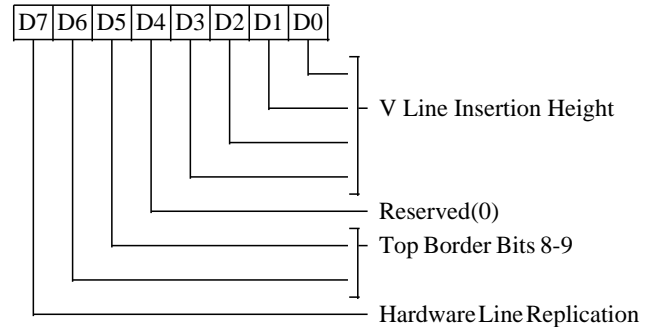 D7 D6 D5 D4 D3 D2 D1 D0
V Line Insertion Height
Reserved(0)
Top Border Bits 8-9
Hardware Line Replication